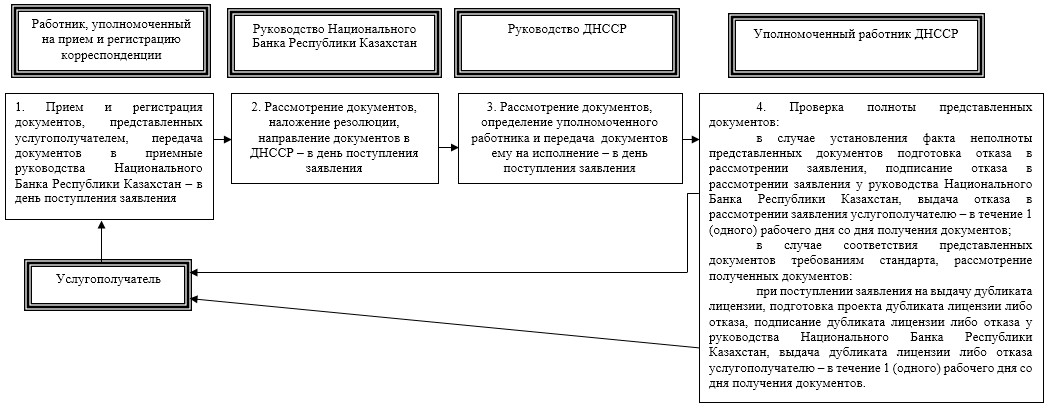 Работник, уполномоченный
на прием и регистрацию
корреспонденции
Руководство Национального
Банка Республики Казахстан
Руководство ДНССР
Уполномоченный работник ДНССР
1. Прием и регистрация
документов, представленных
услугополучателем, передача
документов в приемные
руководства Национального
Банка Республики Казахстан – в
день поступления заявления
2. Рассмотрение документов,
наложение резолюции,
направление документов в
ДНССР – в день поступления
заявления
3. Рассмотрение документов,
определение уполномоченного
работника и передача документов
ему на исполнение – в день
поступления заявления
4. Проверка полноты представленных
документов:
в случае установления факта неполноты
представленных документов подготовка отказа в
рассмотрении заявления, подписание отказа в
рассмотрении заявления у руководства Национального
Банка Республики Казахстан, выдача отказа в
рассмотрении заявления услугополучателю – в течение 1
(одного) рабочего дня со дня получения документов;
в случае соответствия представленных
документов требованиям стандарта, рассмотрение
полученных документов:
при поступлении заявления на выдачу дубликата
лицензии, подготовка проекта дубликата лицензии либо
отказа, подписание дубликата лицензии либо отказа у
руководства Национального Банка Республики
Казахстан, выдача дубликата лицензии либо отказа
услугополучателю – в течение 1 (одного) рабочего дня со
дня получения документов.
Услугополучатель